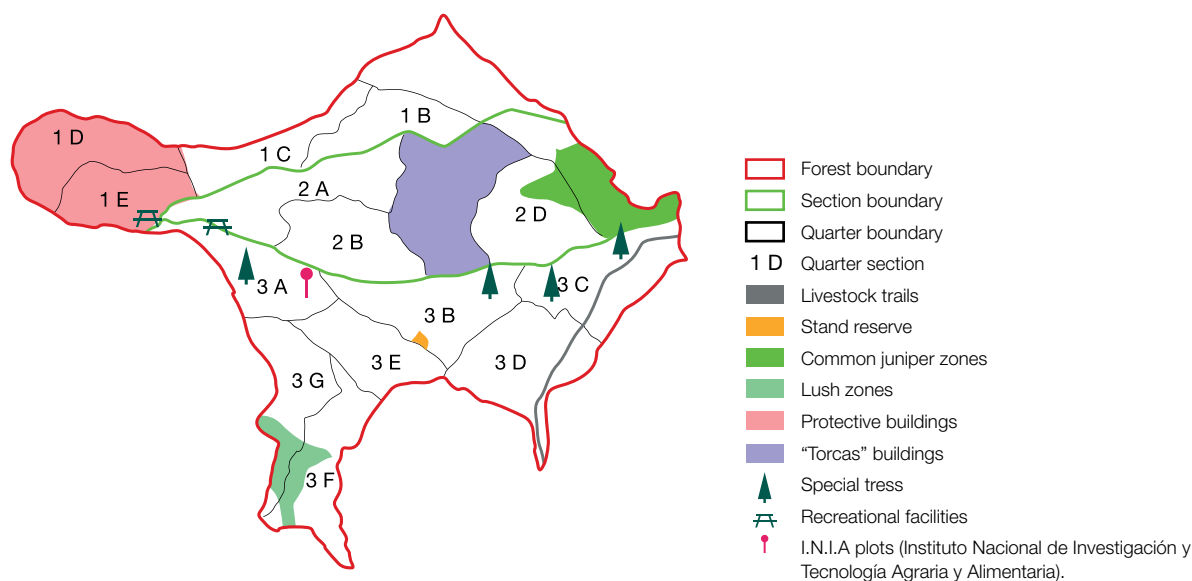 1 B
1 D
1 C
1 E
2 A
2 D
2 B
3 A
3 C
3 B
3 E
3 D
3 G
3 F
Forest boundary
Section boundary
Quarter boundary
1 D Quarter section
Livestock trails
Stand reserve
Common juniper zones
Lush zones
Protective buildings
“Torcas” buildings
Special tress
Recreational facilities
I.N.I.A plots (Instituto Nacional de Investigación y
Tecnología Agraria y Alimentaria).